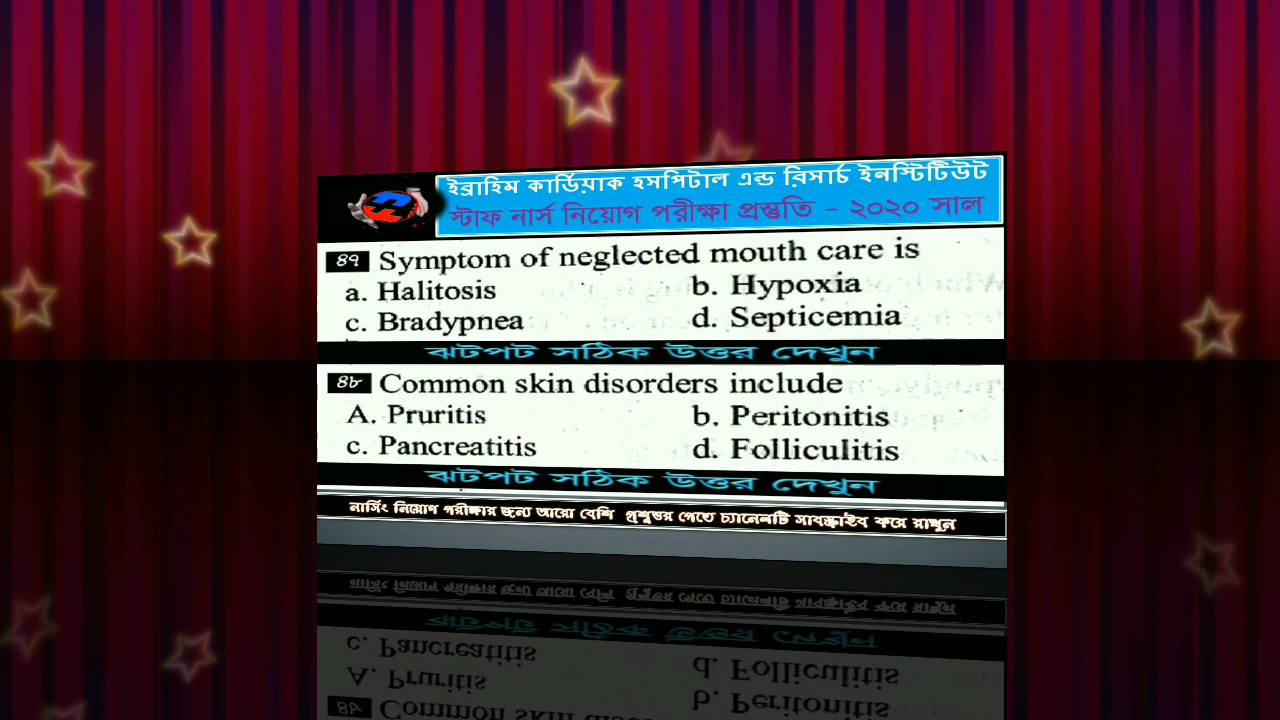 ইব্রাহিম কার্ডিয়াক হসপিটাল এন্ড রিসার্চ ইনস্টিটিউট
স্টাফ নার্স নিয়োগ পরীক্ষা প্রস্তুতি - ২০২০ সাল
৪৭ Symptom of neglected mouth care is
a. Halitosis b. Hypoxia
c. Bradypnea d. Septicemia
ঝটপট সঠিক উত্তর দেখুন
৪৮ Common skin disorders include
A. Pruritis b. Peritonitis
c. Pancreatitis d. Folliculitis
ঝটপট সঠিক উত্তর দেখুন
নার্সিং নিয়োগ পরীক্ষার জন্য আরো বেশি প্রশ্নুত্তর পেতে চ্যানেলটি সাবস্ক্রাইব করে রাখুন